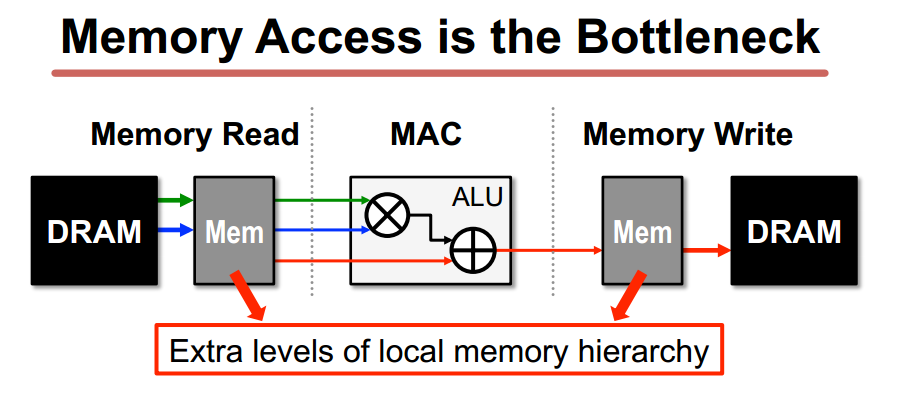 Memory Access is the Bottleneck
Memory Read
MAC
Memory Write
DRAM
Mem
ALU
Mem
DRAM
Extra levels of local memory hierarchy